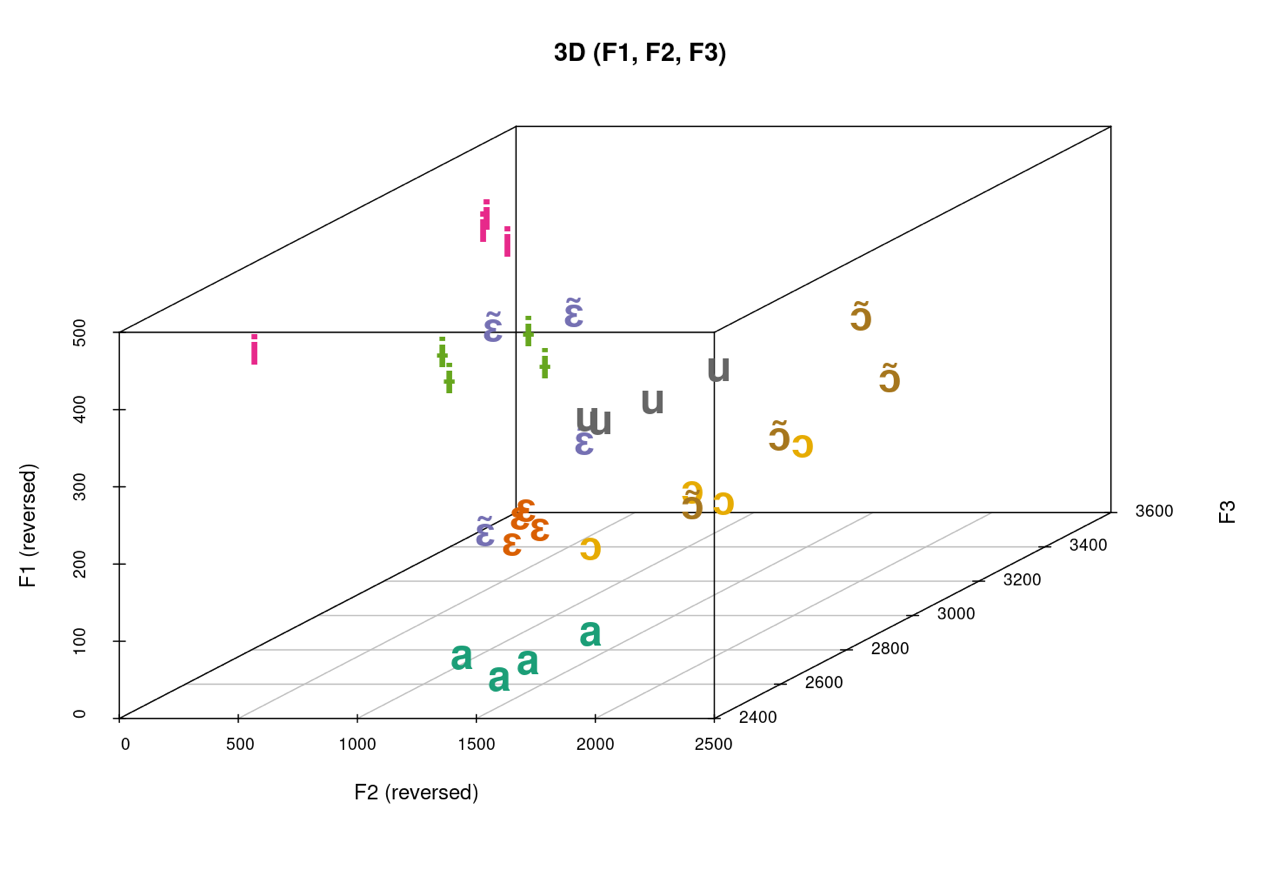 3D (F1, F2, F3)
i
i
i
i
ɛ̃
ɛ̃
ɨ
ɨ
ɨ
ɨ
ɔ̃
ɔ̃
u
u
u
u
ɛ̃
ɔ̃
ɔ
ɔ
ɔ̃
ɔ
ɛ
ɛ
ɛ
ɛ
ɛ̃
ɔ
a
a
a
a
0
100
200
300
400
500
F1 (reversed)
0
500
1000
1500
2000
2500
F2 (reversed)
2400
2600
2800
3000
3200
3400
3600
F3